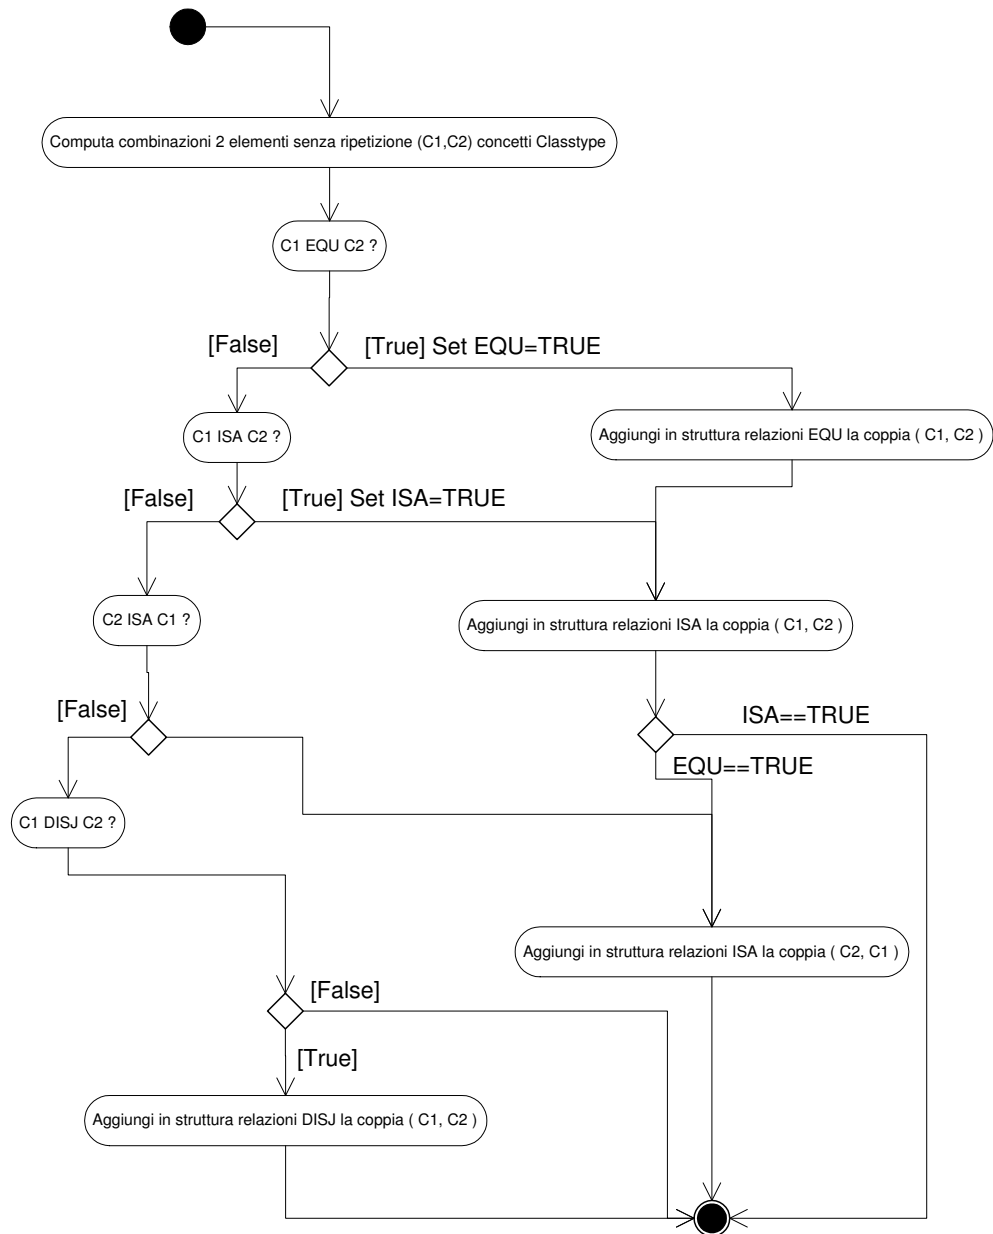 Computa combinazioni 2 elementi senza ripetizione (C1,C2) concetti Classtype
C1 EQU C2 ?
[False]
[True] Set EQU=TRUE
C1 ISA C2 ?
Aggiungi in struttura relazioni EQU la coppia ( C1, C2 )
[False]
[True] Set ISA=TRUE
C2 ISA C1 ?
Aggiungi in struttura relazioni ISA la coppia ( C1, C2 )
[False]
ISA==TRUE
EQU==TRUE
C1 DISJ C2 ?
Aggiungi in struttura relazioni ISA la coppia ( C2, C1 )
[False]
[True]
Aggiungi in struttura relazioni DISJ la coppia ( C1, C2 )